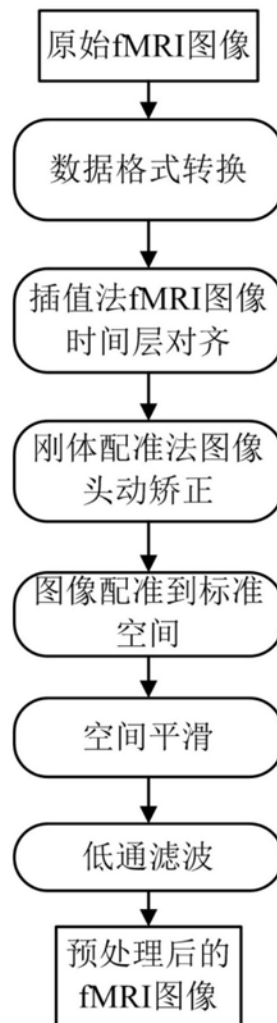 原始fMRI图像
数据格式转换
插值法fMRI图像
时间层对齐
刚体配准法图像
头动矫正
图像配准到标准
空间
空间平滑
低通滤波
预处理后的
fMRI图像